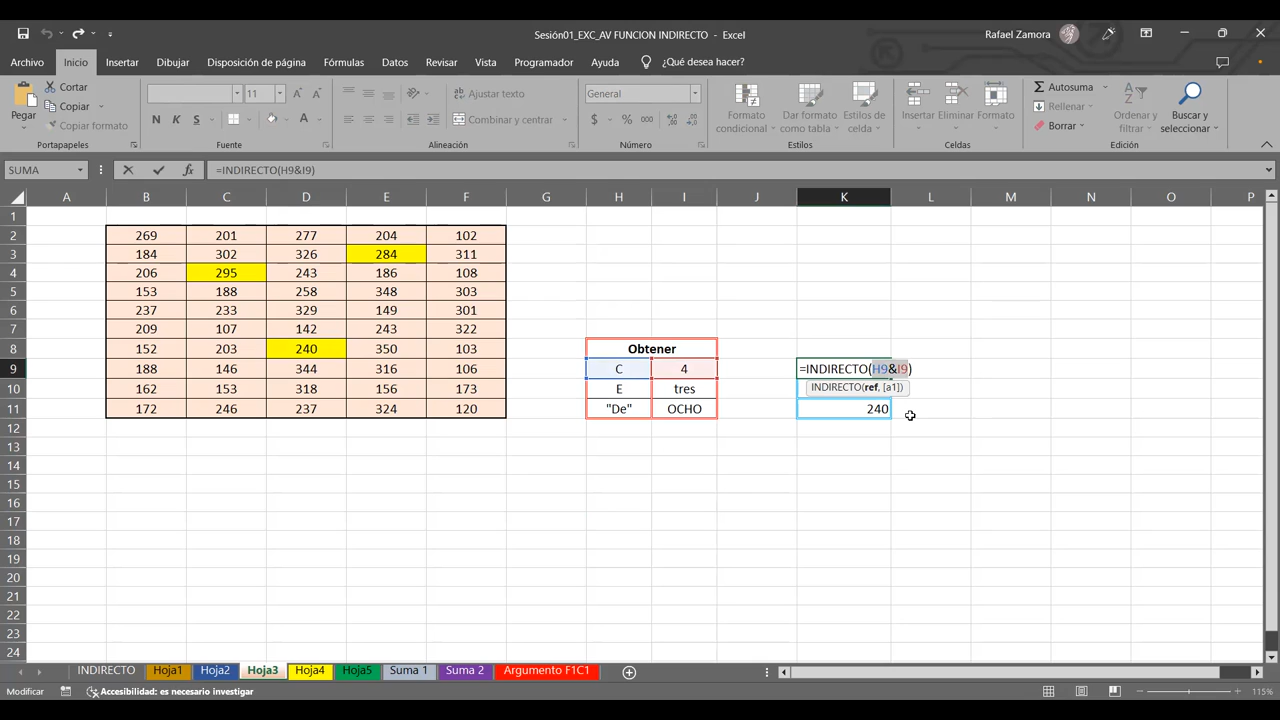 Sesión01_EXC_AV FUNCION INDIRECTO - Excel
Rafael Zamora
Archivo Inicio Insertar Dibujar Disposición de página Fórmulas Datos Revisar Vista Programador Ayuda ¿Qué desea hacer?
Pegar
Cortar
Copiar
Copiar formato
11
N K S
Ajustar texto
Combinar y centrar
General
$ % 000
Formato condicional
Dar formato como tabla
Estilos de celda
Insertar Eliminar Formato
Autosuma
Rellenar
Borrar
Ordenar y filtrar
Buscar y seleccionar
Portapapeles Fuente Alineación Número Estilos Celdas Edición
SUMA fx =INDIRECTO(H9&I9)
A B C D E F G H I J K L M N O P
1
2 269 201 277 204 102
3 184 302 326 284 311
4 206 295 243 186 108
5 153 188 258 348 303
6 237 233 329 149 301
7 209 107 142 243 322
8 152 203 240 350 103 Obtener
9 188 146 344 316 106 C 4 =INDIRECTO(H9&I9)
10 162 153 318 156 173 E tres INDIRECTO(ref, [a1])
11 172 246 237 324 120 "De" OCHO 240
12
13
14
15
16
17
18
19
20
21
22
23
24
INDIRECTO Hoja1 Hoja2 Hoja3 Hoja4 Hoja5 Suma 1 Suma 2 Argumento F1C1
Modificar Accesibilidad: es necesario investigar 115%